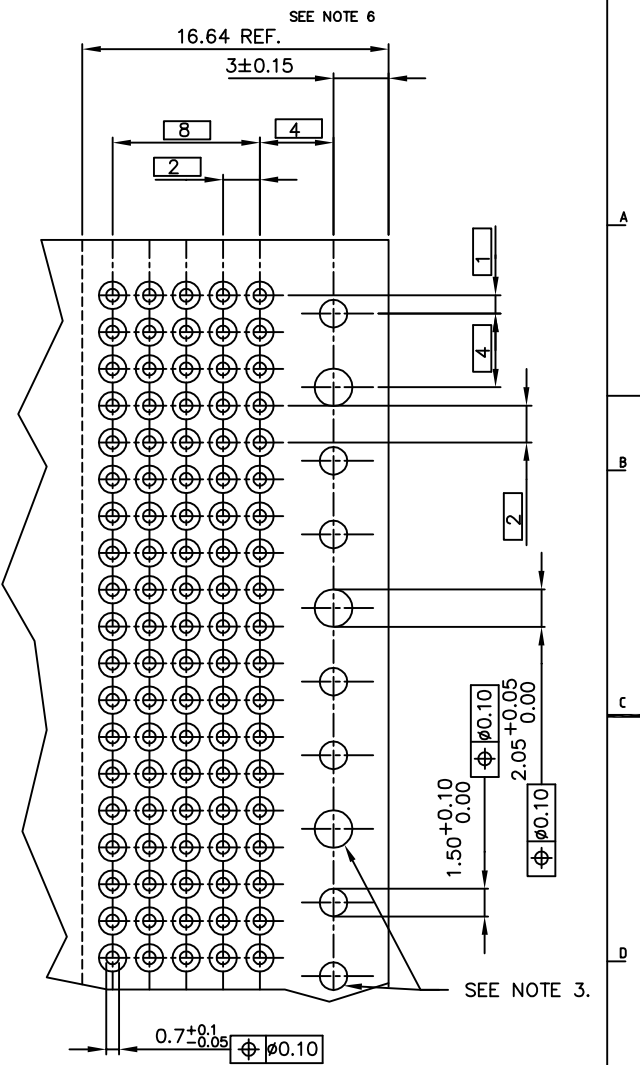 SEE NOTE 6
16.64 REF.
3±0.15
8
4
2
A
1
4
B
2
C
⌖ ø0.10
2.05 +0.05 0.00
1.50 +0.10 0.00
⌖ ø0.10
D
SEE NOTE 3.
0.7 +0.1 -0.05 ⌖ ø0.10